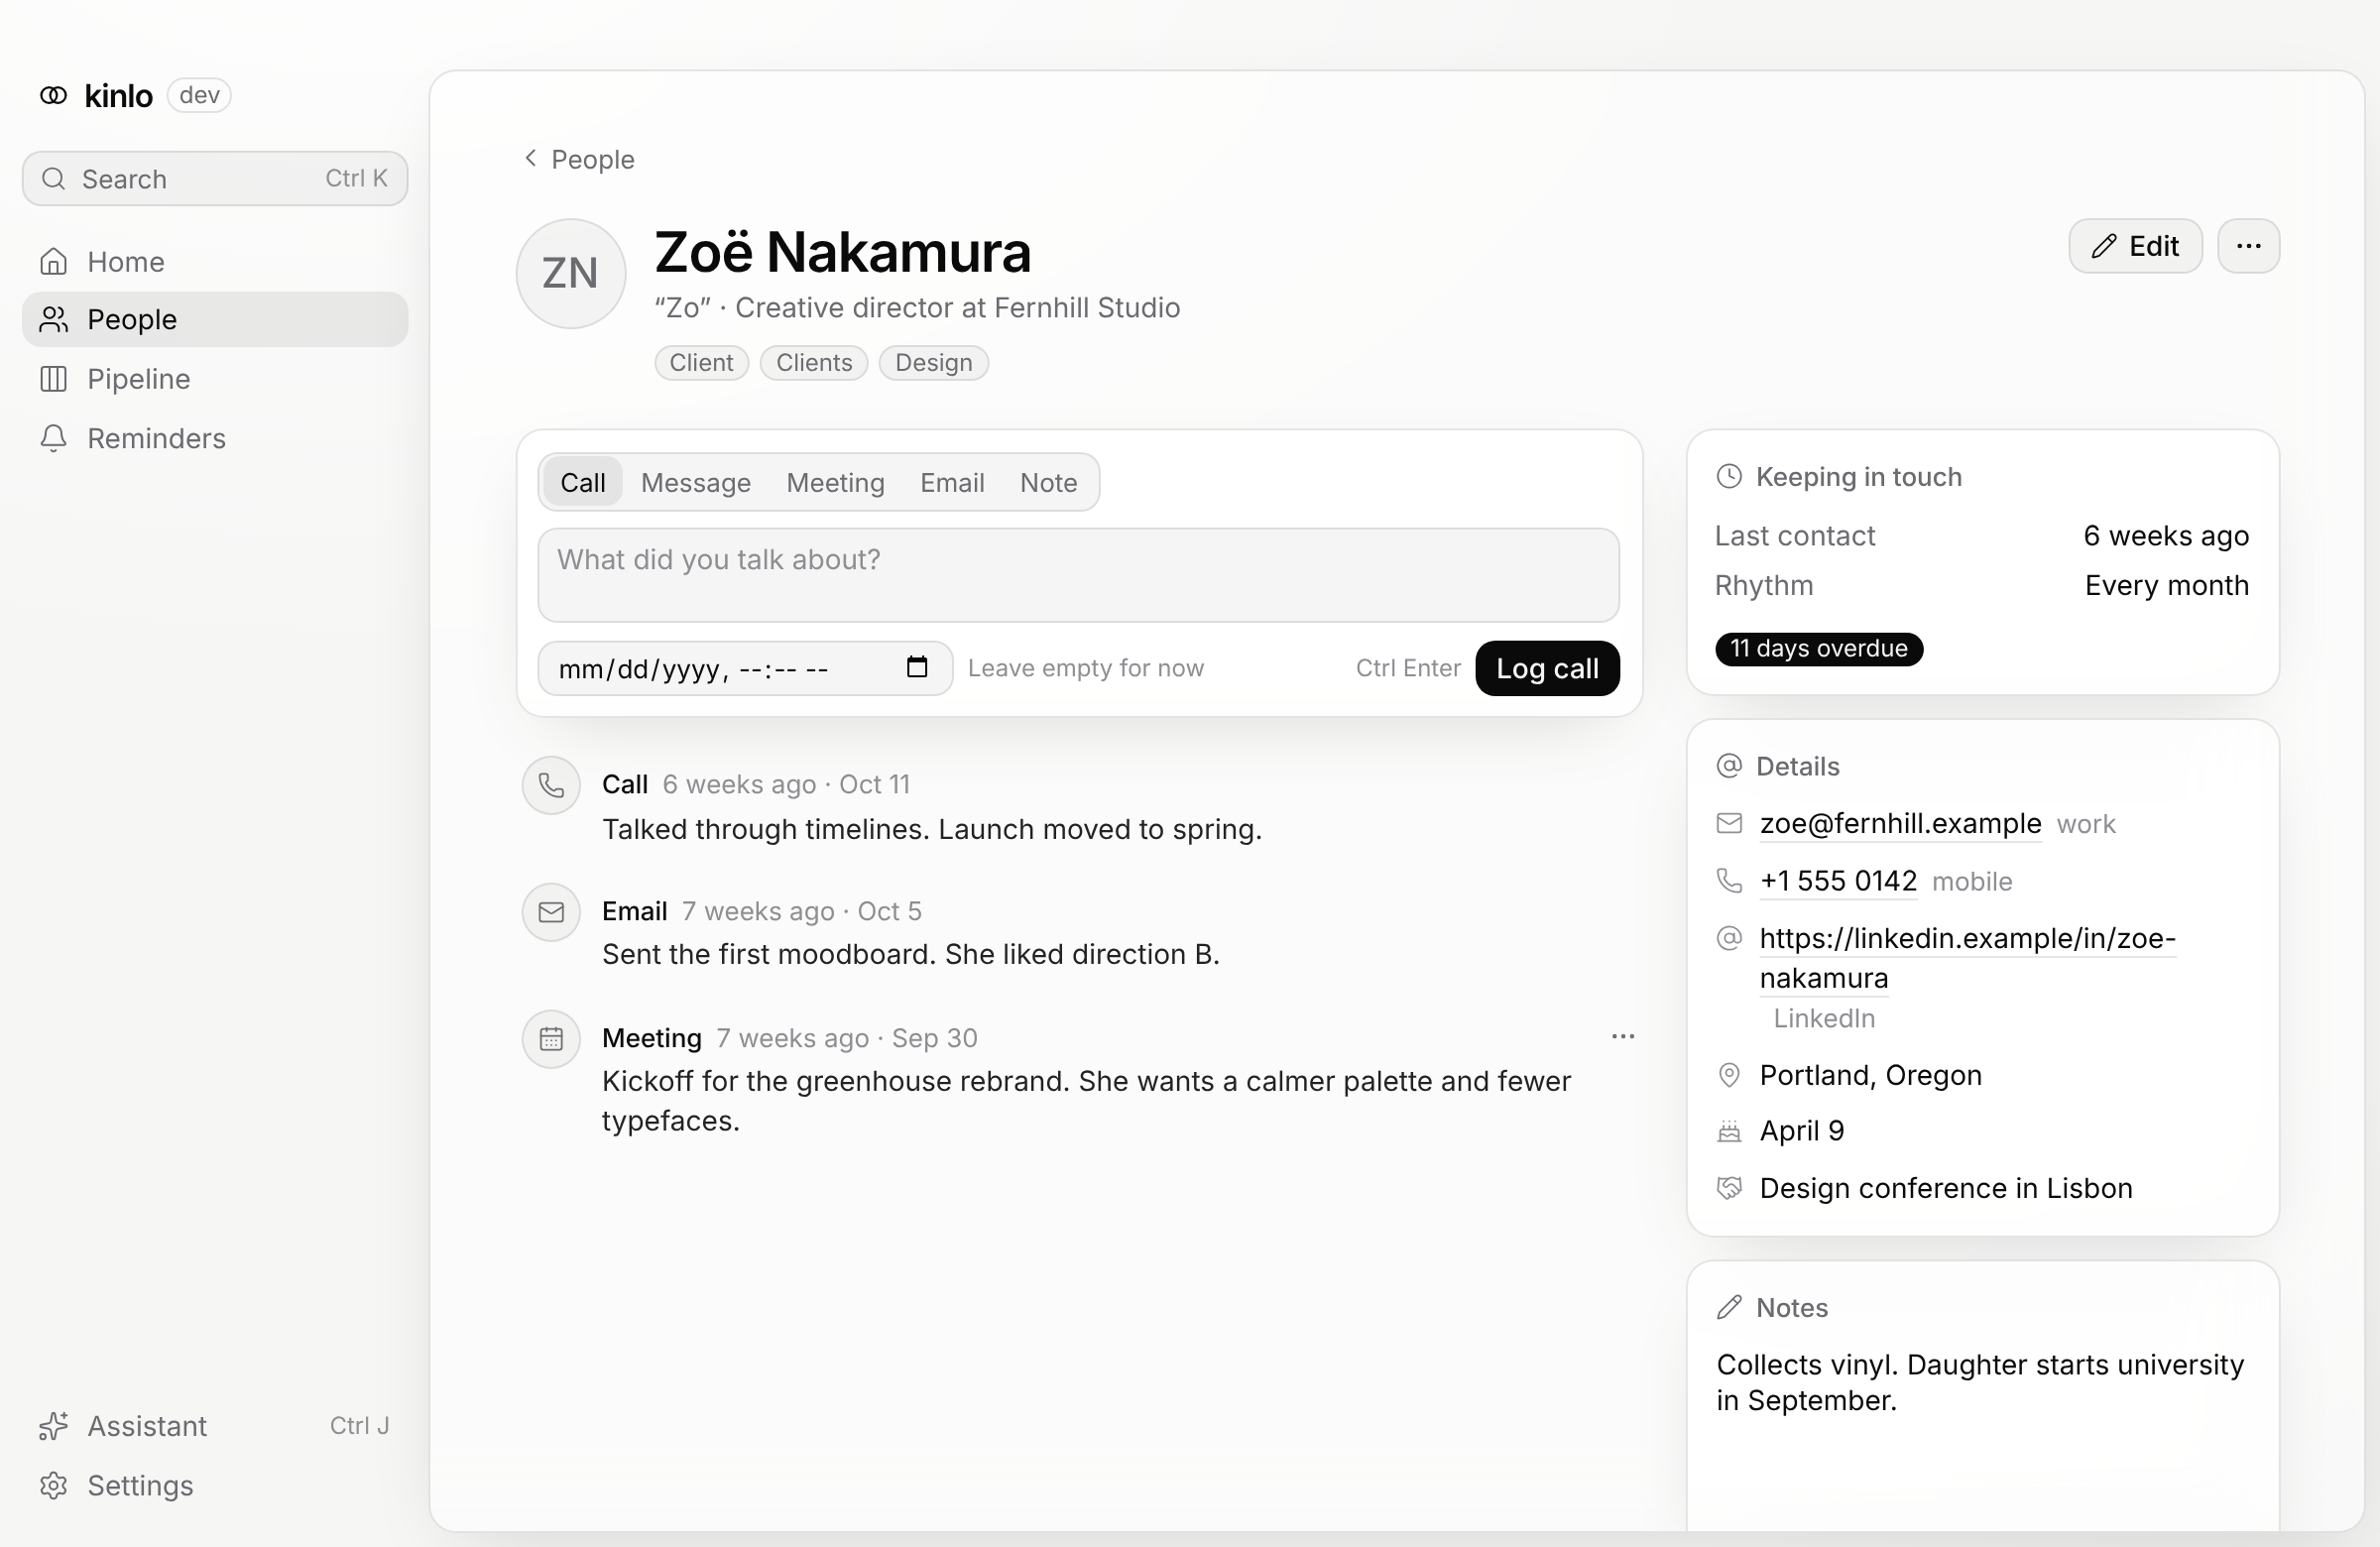 kinlo dev
Search Ctrl K
Home
People
Pipeline
Reminders
Assistant Ctrl J
Settings
People
ZN
Zoë Nakamura
“Zo” · Creative director at Fernhill Studio
Client Clients Design
Edit
Call Message Meeting Email Note
What did you talk about?
mm/dd/yyyy, --:-- --
Leave empty for now
Ctrl Enter
Log call
Call 6 weeks ago · Oct 11
Talked through timelines. Launch moved to spring.
Email 7 weeks ago · Oct 5
Sent the first moodboard. She liked direction B.
Meeting 7 weeks ago · Sep 30
Kickoff for the greenhouse rebrand. She wants a calmer palette and fewer
typefaces.
Keeping in touch
Last contact 6 weeks ago
Rhythm Every month
11 days overdue
Details
zoe@fernhill.example work
+1 555 0142 mobile
https://linkedin.example/in/zoe-
nakamura
LinkedIn
Portland, Oregon
April 9
Design conference in Lisbon
Notes
Collects vinyl. Daughter starts university
in September.